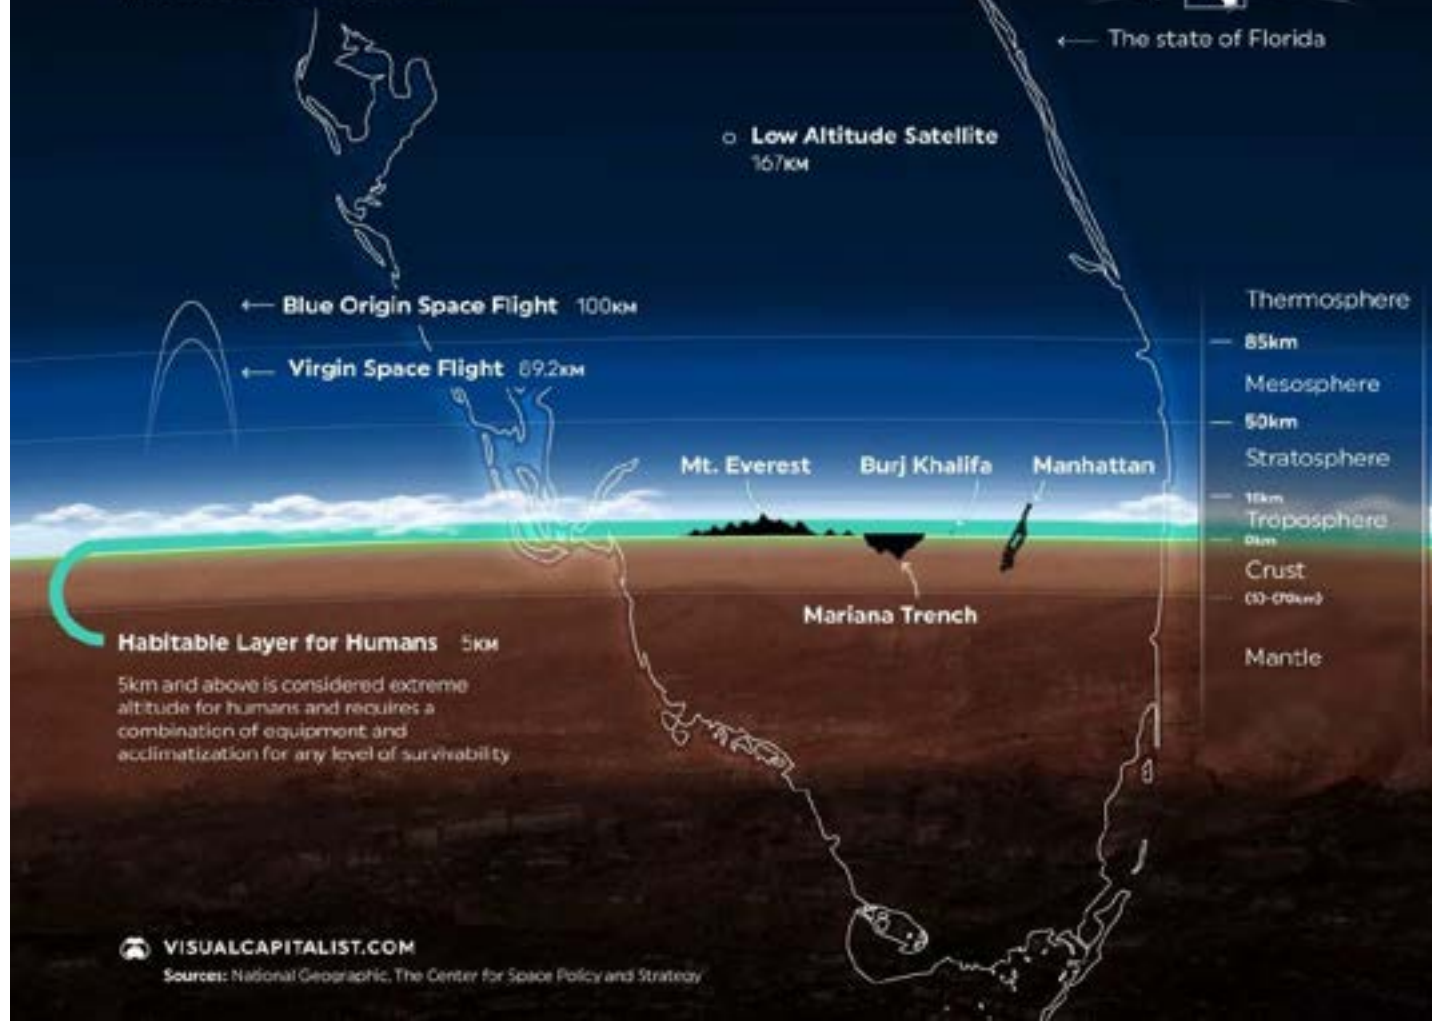 ← The state of Florida
Low Altitude Satellite
167KM
← Blue Origin Space Flight 100KM
← Virgin Space Flight 89.2KM
Thermosphere
85km
Mesosphere
50km
Stratosphere
Troposphere
0km
Crust
Mantle
Mt. Everest
Burj Khalifa
Manhattan
Mariana Trench
Habitable Layer for Humans 5KM
5km and above is considered extreme
altitude for humans and requires a
combination of equipment and
acclimatization for any level of survivability
VISUALCAPITALIST.COM
Sources: National Geographic, The Center for Space Policy and Strategy